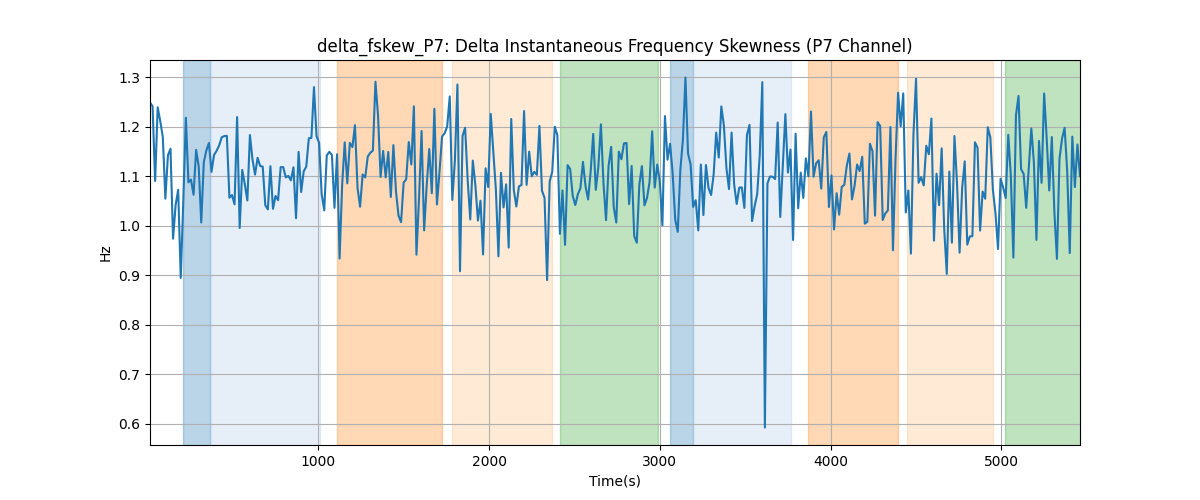 delta_fskew_P7: Delta Instantaneous Frequency Skewness (P7 Channel)
1.3
1.2
1.1
1.0
0.9
0.8
0.7
0.6
Hz
1000 2000 3000 4000 5000
Time(s)